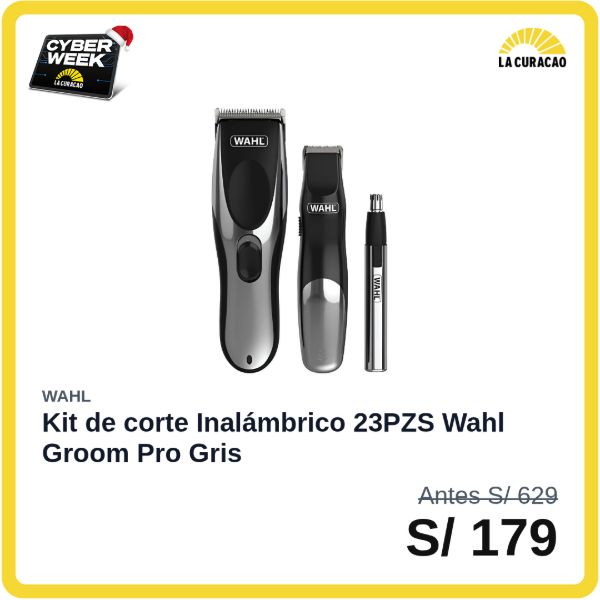 CYBER
WEEK
LA CURACAO
LA CURACAO
WAHL
WAHL
WAHL
WAHL
Kit de corte Inalámbrico 23PZS Wahl
Groom Pro Gris
Antes S/ 629
S/ 179